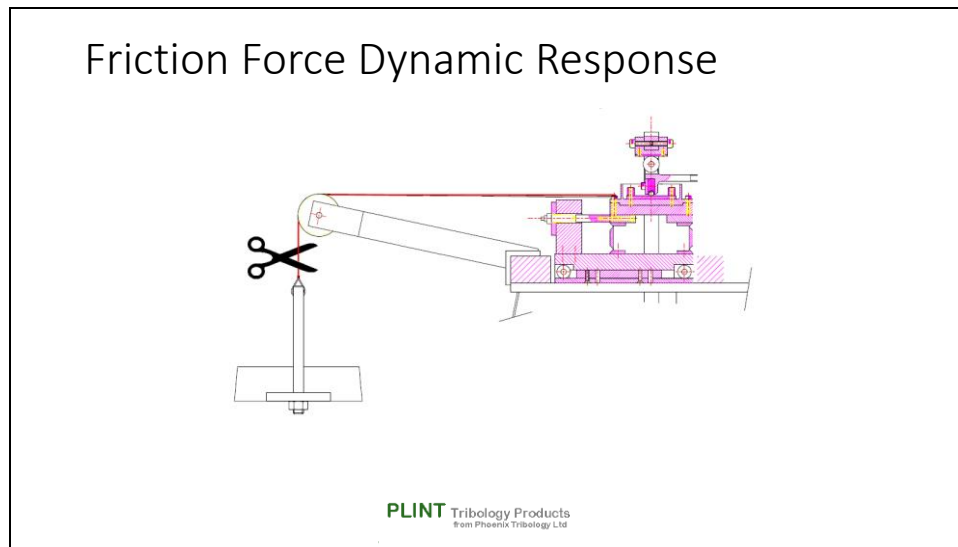 Friction Force Dynamic Response
PLINT Tribology Products
from Phoenix Tribology Ltd